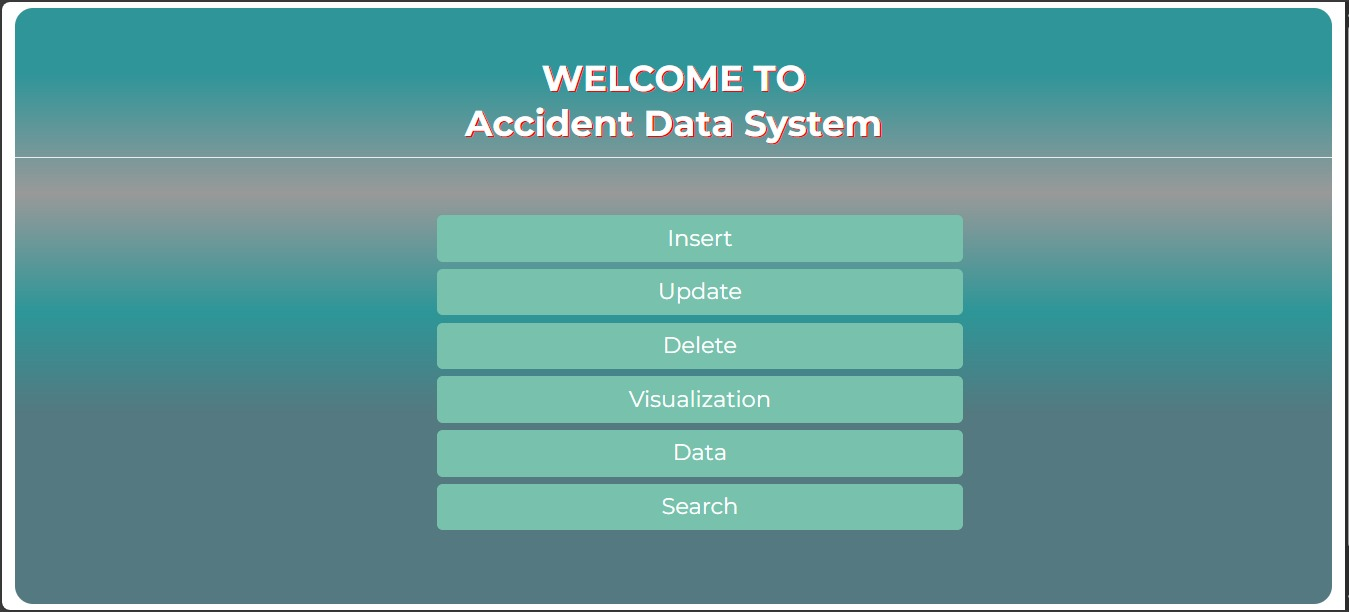 WELCOME TO
Accident Data System
Insert
Update
Delete
Visualization
Data
Search